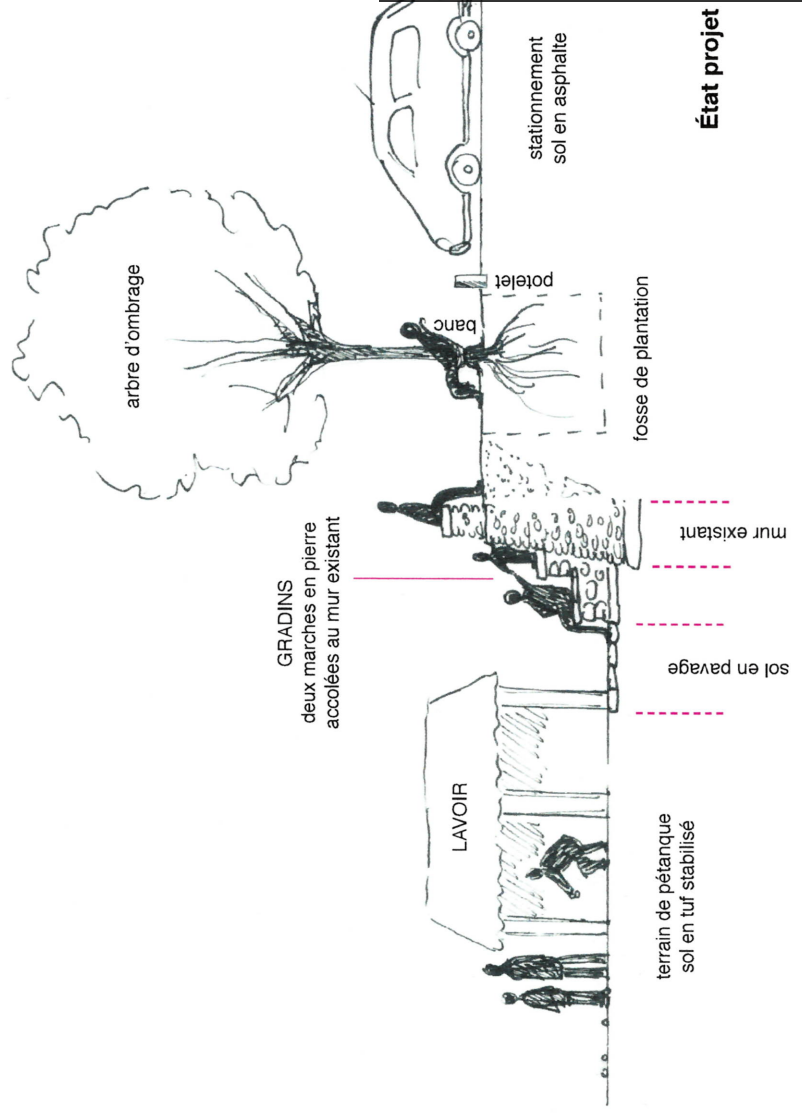 arbre d'ombrage
GRADINS
deux marches en pierre
accolées au mur existant
LAVOIR
banc
potelet
stationnement
sol en asphalte
fosse de plantation
mur existant
sol en pavage
terrain de pétanque
sol en tuf stabilisé
État projet